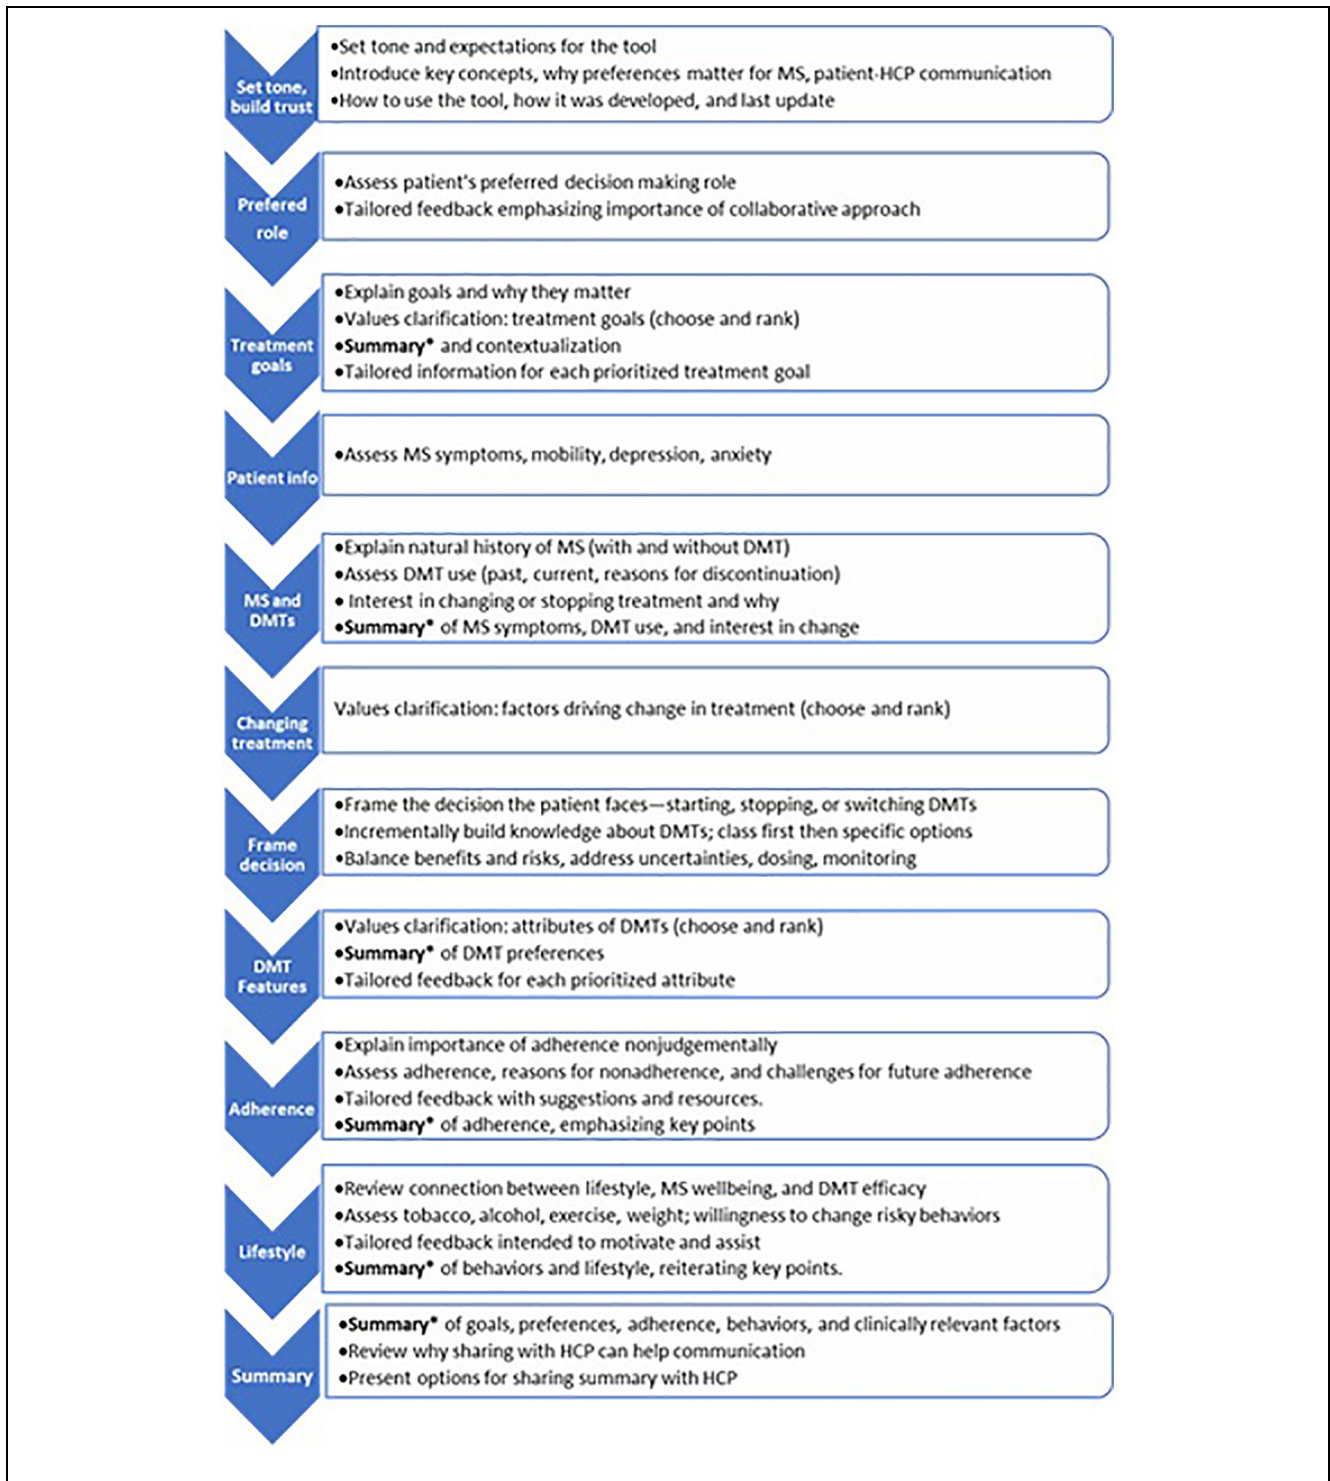 Set tone,
build trust
•Set tone and expectations for the tool
•Introduce key concepts, why preferences matter for MS, patient-HCP communication
•How to use the tool, how it was developed, and last update
Prefered
role
•Assess patient's preferred decision making role
•Tailored feedback emphasizing importance of collaborative approach
Treatment
goals
•Explain goals and why they matter
•Values clarification: treatment goals (choose and rank)
•Summary* and contextualization
•Tailored information for each prioritized treatment goal
Patient info
•Assess MS symptoms, mobility, depression, anxiety
MS and
DMTs
•Explain natural history of MS (with and without DMT)
•Assess DMT use (past, current, reasons for discontinuation)
• Interest in changing or stopping treatment and why
•Summary* of MS symptoms, DMT use, and interest in change
Changing
treatment
Values clarification: factors driving change in treatment (choose and rank)
Frame
decision
•Frame the decision the patient faces—starting, stopping, or switching DMTs
•Incrementally build knowledge about DMTs; class first then specific options
•Balance benefits and risks, address uncertainties, dosing, monitoring
DMT
Features
•Values clarification: attributes of DMTs (choose and rank)
•Summary* of DMT preferences
•Tailored feedback for each prioritized attribute
Adherence
•Explain importance of adherence nonjudgementally
•Assess adherence, reasons for nonadherence, and challenges for future adherence
•Tailored feedback with suggestions and resources.
•Summary* of adherence, emphasizing key points
Lifestyle
•Review connection between lifestyle, MS wellbeing, and DMT efficacy
•Assess tobacco, alcohol, exercise, weight; willingness to change risky behaviors
•Tailored feedback intended to motivate and assist
•Summary* of behaviors and lifestyle, reiterating key points.
Summary
•Summary* of goals, preferences, adherence, behaviors, and clinically relevant factors
•Review why sharing with HCP can help communication
•Present options for sharing summary with HCP